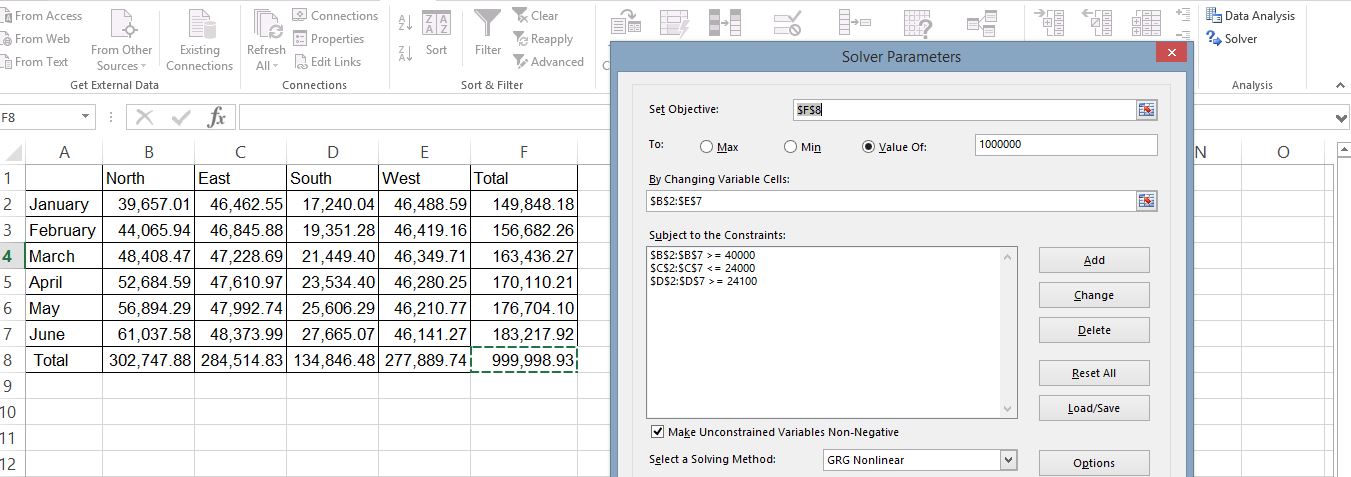 From Access
From Web
From Text
From Other
Sources
Existing
Connections
Get External Data
Refresh
All
Connections
Properties
Edit Links
Connections
A
Z
Z
A
Z A
A Z
Sort
Filter
Clear
Reapply
Advanced
Sort & Filter
C
Data Analysis
Solver
Analysis
F8
fx
A B C D E F N O
1 North East South West Total
2 January 39,657.01 46,462.55 17,240.04 46,488.59 149,848.18
3 February 44,065.94 46,845.88 19,351.28 46,419.16 156,682.26
4 March 48,408.47 47,228.69 21,449.40 46,349.71 163,436.27
5 April 52,684.59 47,610.97 23,534.40 46,280.25 170,110.21
6 May 56,894.29 47,992.74 25,606.29 46,210.77 176,704.10
7 June 61,037.58 48,373.99 27,665.07 46,141.27 183,217.92
8 Total 302,747.88 284,514.83 134,846.48 277,889.74 999,998.93
9
10
11
12
Solver Parameters
Set Objective: $F$8
To: Max Min Value Of: 1000000
By Changing Variable Cells:
$B$2:$E$7
Subject to the Constraints:
$B$2:$B$7 >= 40000
$C$2:$C$7 <= 24000
$D$2:$D$7 >= 24100
Add
Change
Delete
Reset All
Load/Save
Make Unconstrained Variables Non-Negative
Select a Solving Method: GRG Nonlinear
Options